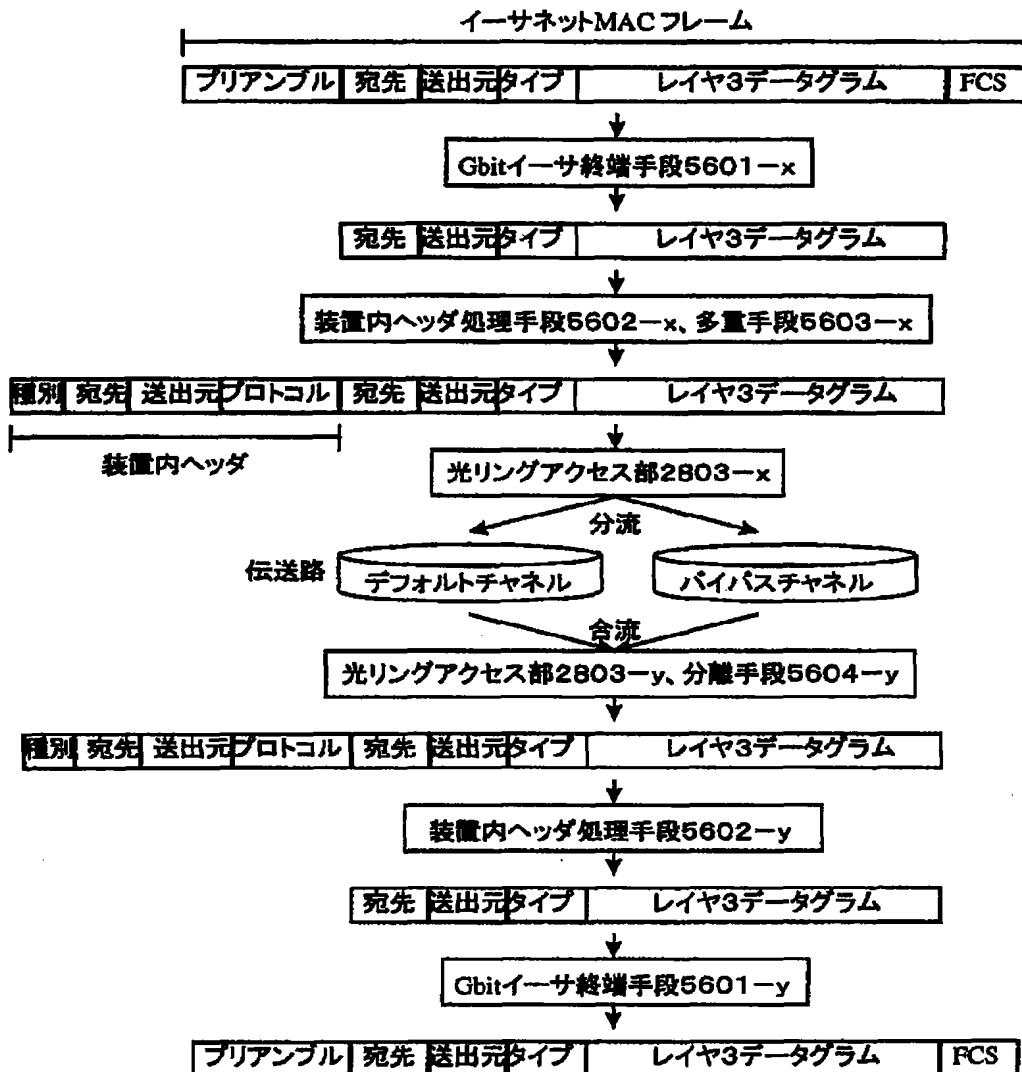 イーサネットMACフレーム
プリアンブル 宛先 送出元 タイプ レイヤ3データグラム FCS
Gbitイーサ終端手段5601-x
宛先 送出元 タイプ レイヤ3データグラム
装置内ヘッダ処理手段5602-x、多重手段5603-x
種別 宛先 送出元 プロトコル 宛先 送出元 タイプ レイヤ3データグラム
装置内ヘッダ
光リングアクセス部2803-x
分流
伝送路 デフォルトチャネル バイパスチャネル
合流
光リングアクセス部2803-y、分離手段5604-y
種別 宛先 送出元 プロトコル 宛先 送出元 タイプ レイヤ3データグラム
装置内ヘッダ処理手段5602-y
宛先 送出元 タイプ レイヤ3データグラム
Gbitイーサ終端手段5601-y
プリアンブル 宛先 送出元 タイプ レイヤ3データグラム FCS